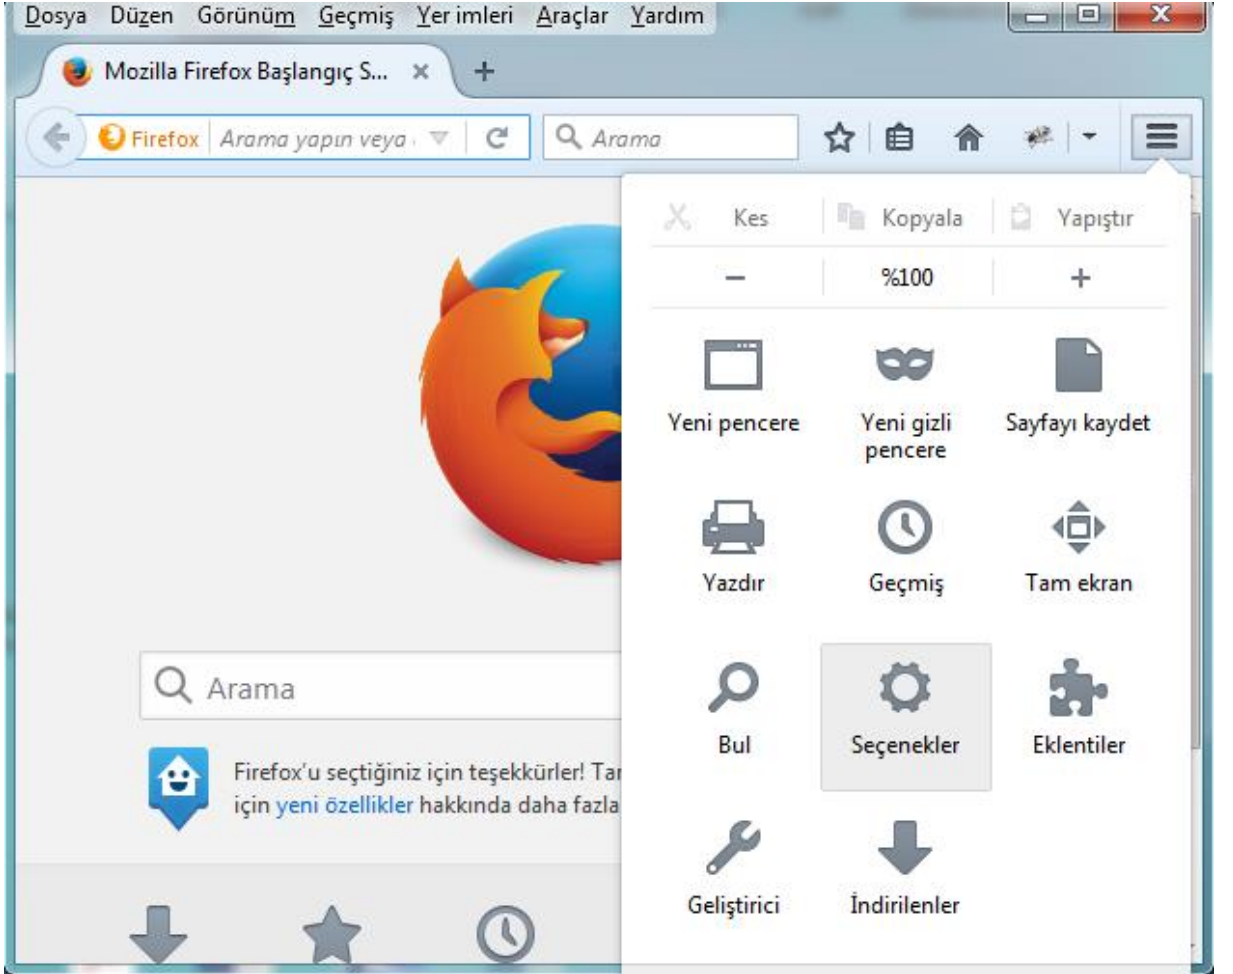 Dosya Düzen Görünüm Geçmiş Yer imleri Araçlar Yardım
Mozilla Firefox Başlangıç S...
Firefox Arama yapın veya Arama
Kes Kopyala Yapıştır
%100
Yeni pencere Yeni gizli pencere Sayfayı kaydet
Yazdır Geçmiş Tam ekran
Arama
Bul Seçenekler Eklentiler
Firefox'u seçtiğiniz için teşekkürler! Tar
için yeni özellikler hakkında daha fazla
Geliştirici İndirilenler